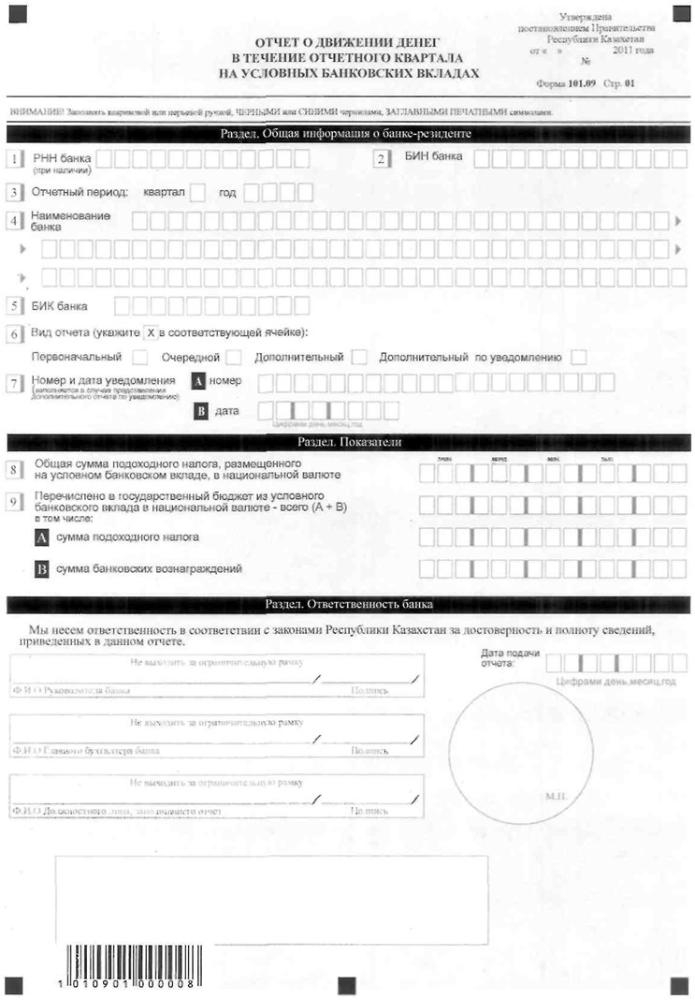 Утверждена
постановлением Правительства
Республики Казахстан
от « » 2011 года
№
ОТЧЕТ О ДВИЖЕНИИ ДЕНЕГ
В ТЕЧЕНИЕ ОТЧЕТНОГО КВАРТАЛА
НА УСЛОВНЫХ БАНКОВСКИХ ВКЛАДАХ
Форма 101.09 Стр. 01
ВНИМАНИЕ! Заполнять шариковой или перьевой ручкой, ЧЕРНЫМИ или СИНИМИ чернилами, ЗАГЛАВНЫМИ ПЕЧАТНЫМИ символами.
Раздел. Общая информация о банке-резиденте
1 РНН банка
(при наличии)
2 БИН банка
3 Отчетный период: квартал год
4 Наименование
банка
5 БИК банка
6 Вид отчета (укажите X в соответствующей ячейке):
Первоначальный Очередной Дополнительный Дополнительный по уведомлению
7 Номер и дата уведомления
(заполняется в случае представления
Дополнительного отчета по уведомлению)
A номер
B дата
Цифрами день,месяц,год
Раздел. Показатели
трлн. млрд. млн. тыс.
8 Общая сумма подоходного налога, размещенного
на условном банковском вкладе, в национальной валюте
9 Перечислено в государственный бюджет из условного
банковского вклада в национальной валюте - всего (А + В)
в том числе:
A сумма подоходного налога
B сумма банковских вознаграждений
Раздел. Ответственность банка
Мы несем ответственность в соответствии с законами Республики Казахстан за достоверность и полноту сведений,
приведенных в данном отчете.
Не выходить за ограничительную рамку
Ф.И.О Руководителя банка Подпись
Дата подачи
отчета:
Цифрами день,месяц,год
Не выходить за ограничительную рамку
Ф.И.О Главного бухгалтера банка Подпись
Не выходить за ограничительную рамку
Ф.И.О Должностного лица, заполнившего отчет Подпись
М.П.
1 010901 000008